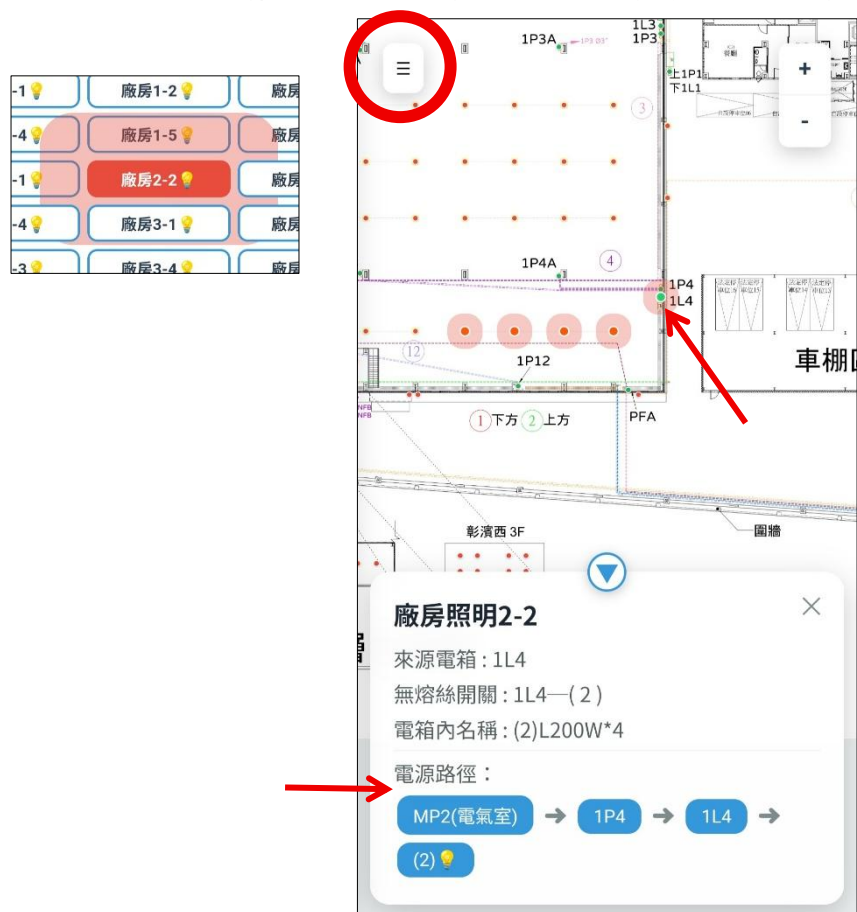 -1💡 廠房1-2💡 廠房
-4💡 廠房1-5💡 廠房
-1💡 廠房2-2💡 廠房
-4💡 廠房3-1💡 廠房
-3💡 廠房3-4💡 廠房
☰
1P3A
1L3
1P3
餐廳
上1P1
下1L1
+
-
3
1P4A
4
1P4
1L4
12
1P12
NFB
NFB
1下方 2上方
PFA
車棚
圍牆
彰濱西 3F
廠房照明2-2
來源電箱 : 1L4
無熔絲開關 : 1L4—( 2 )
電箱內名稱 : (2)L200W*4
電源路徑：
MP2(電氣室) ➔ 1P4 ➔ 1L4 ➔
(2)💡